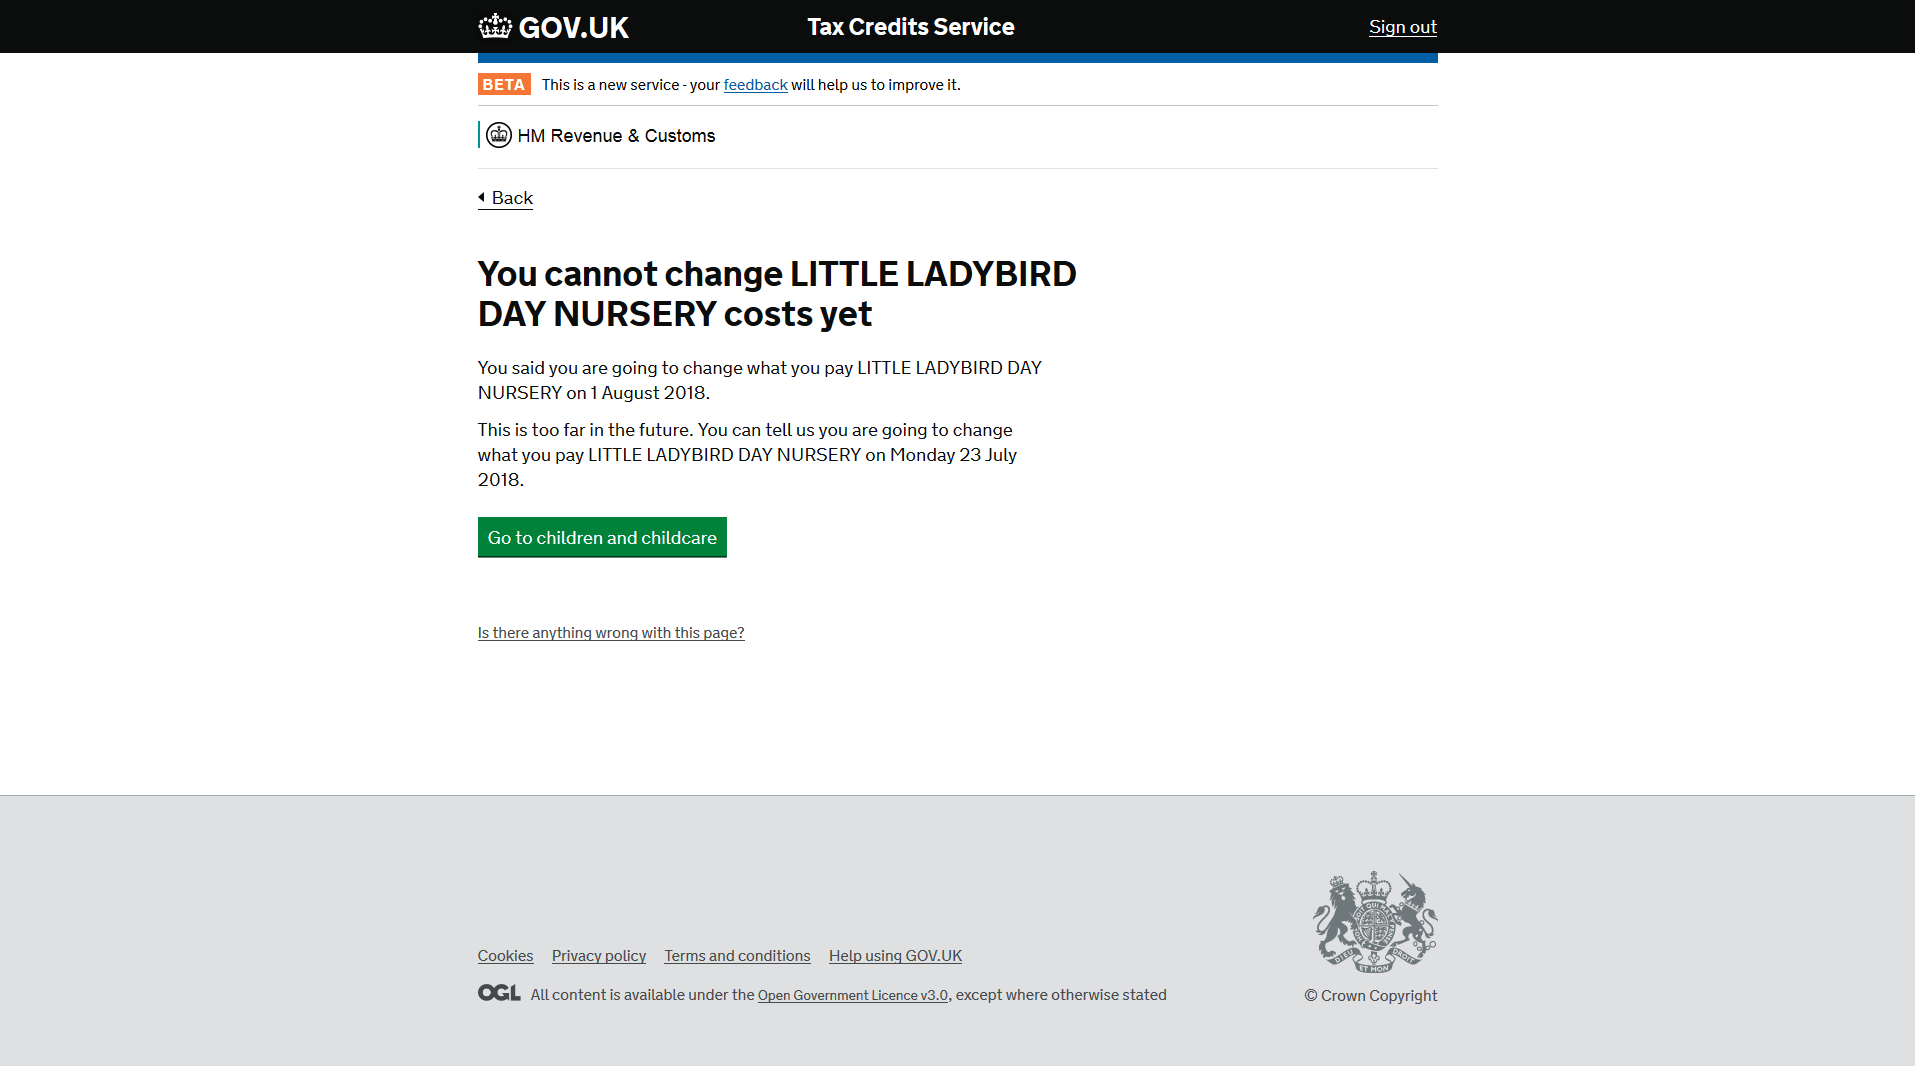 GOV.UK
Tax Credits Service
Sign out
BETA This is a new service - your feedback will help us to improve it.
HM Revenue & Customs
Back
You cannot change LITTLE LADYBIRD
DAY NURSERY costs yet
You said you are going to change what you pay LITTLE LADYBIRD DAY
NURSERY on 1 August 2018.
This is too far in the future. You can tell us you are going to change
what you pay LITTLE LADYBIRD DAY NURSERY on Monday 23 July
2018.
Go to children and childcare
Is there anything wrong with this page?
Cookies Privacy policy Terms and conditions Help using GOV.UK
OGL All content is available under the Open Government Licence v3.0, except where otherwise stated
DIEU ET MON DROIT
© Crown Copyright